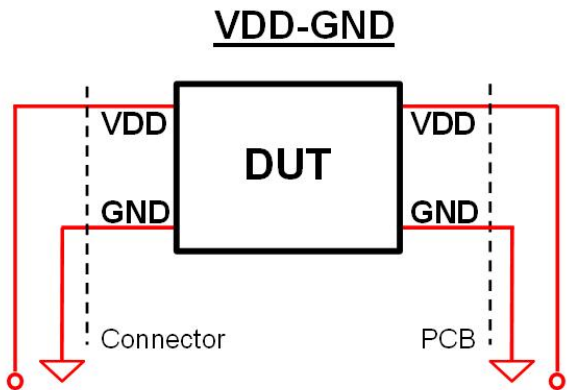 VDD-GND
VDD
VDD
DUT
GND
GND
Connector
PCB